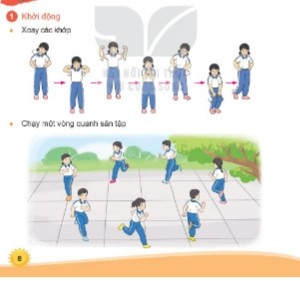 1 Khởi động
• Xoay các khớp
• Chạy một vòng quanh sân tập
8